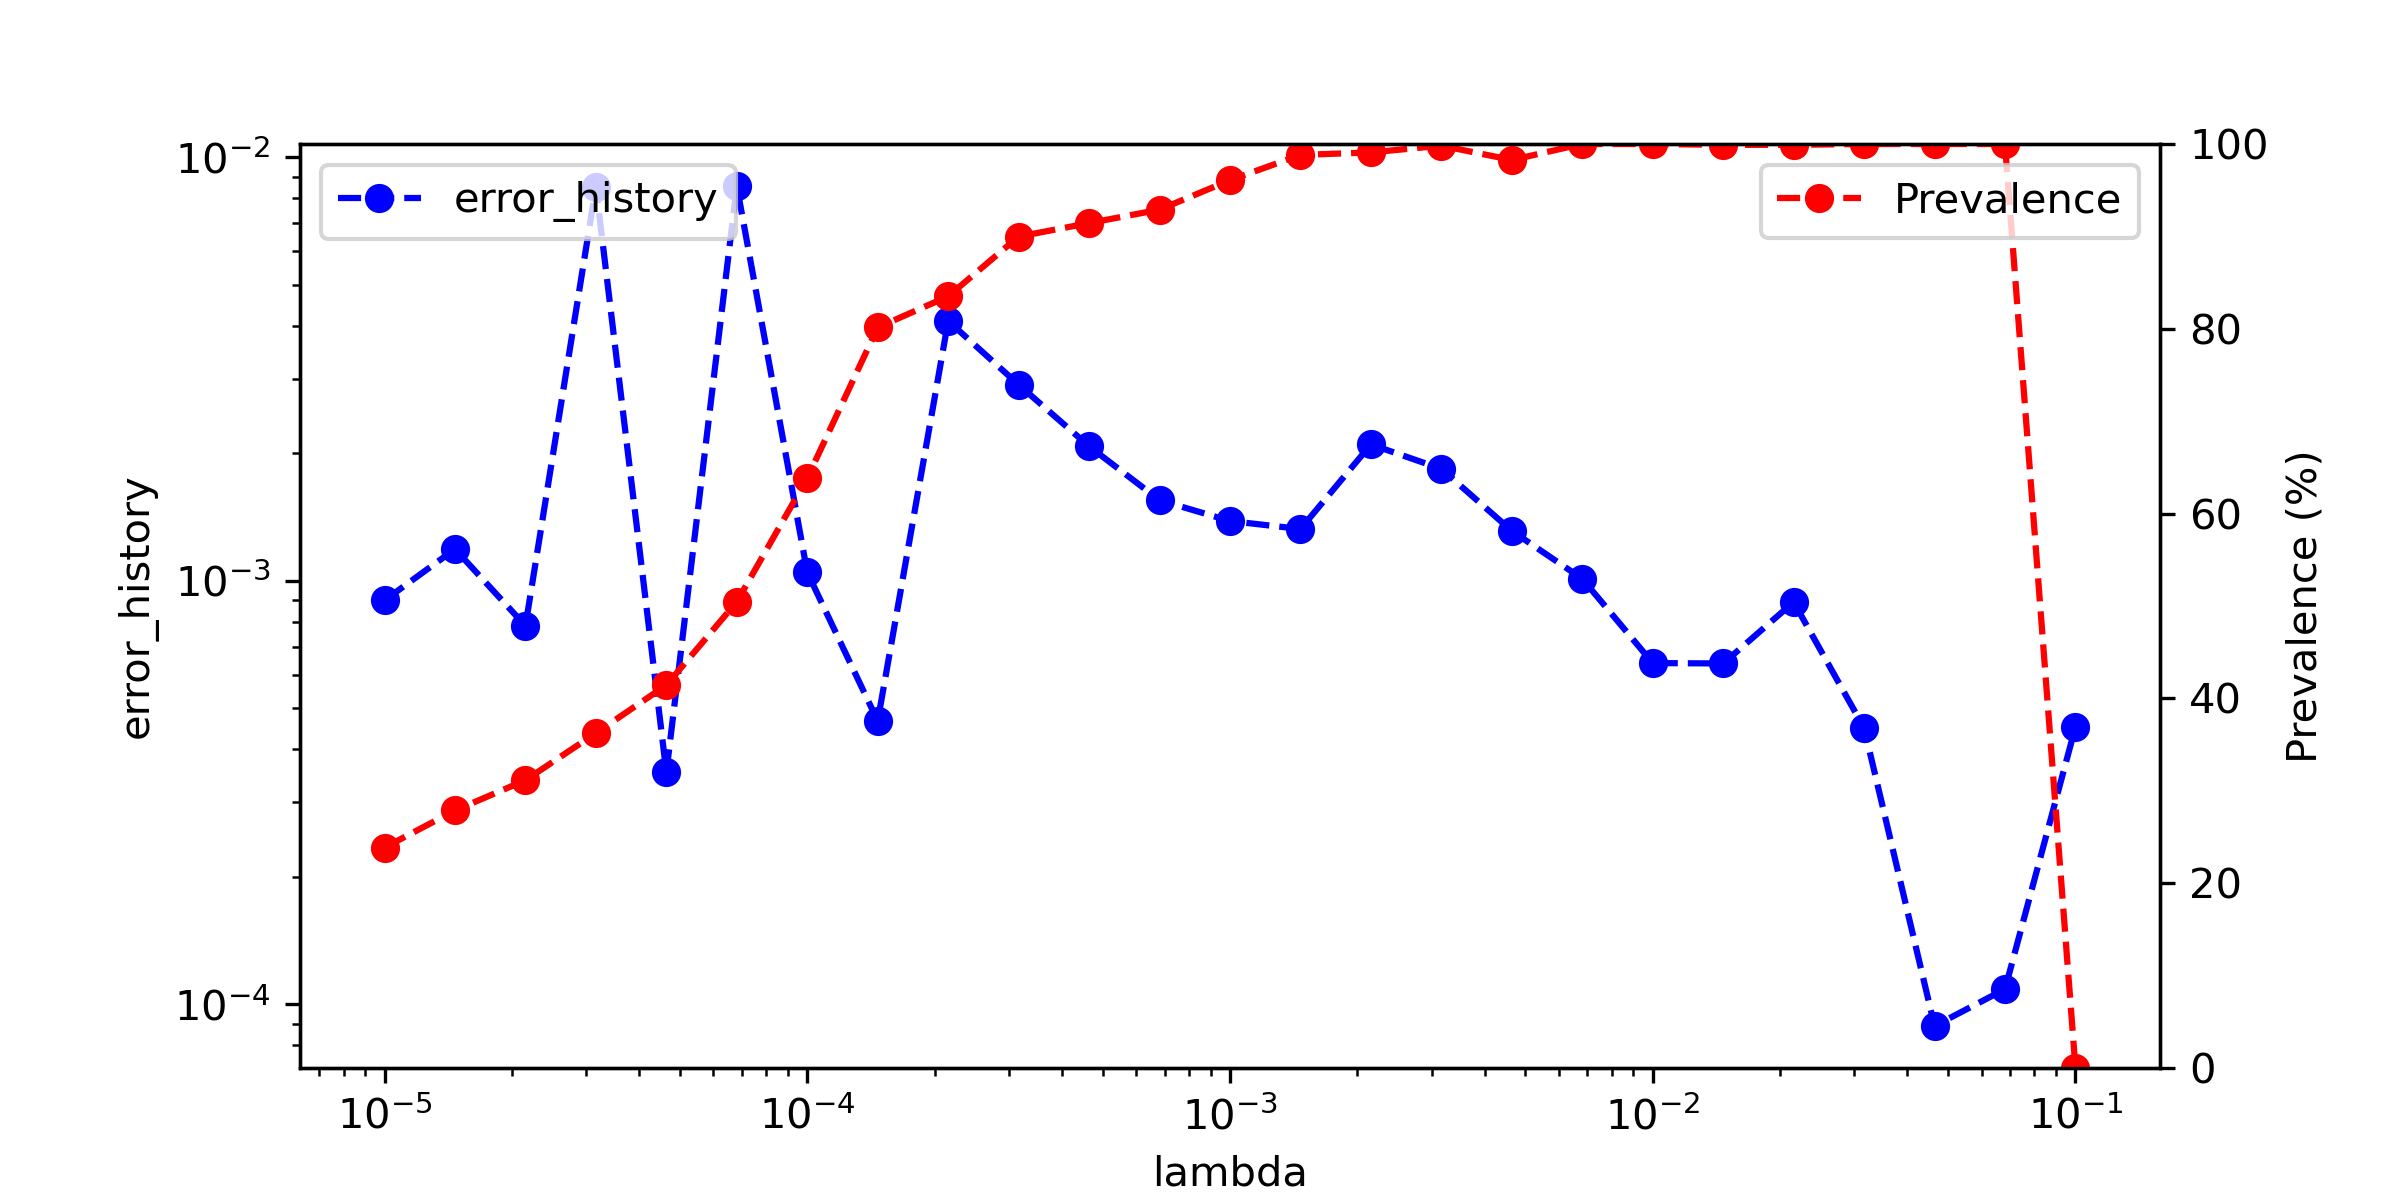 error_history
Prevalence
10⁻²
10⁻³
10⁻⁴
error_history
100
80
60
40
20
0
Prevalence (%)
10⁻⁵
10⁻⁴
10⁻³
10⁻²
10⁻¹
lambda